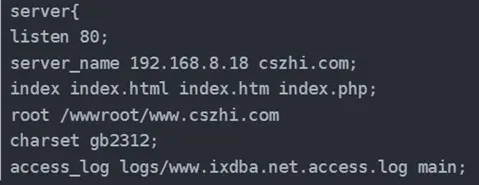 server{
listen 80;
server_name 192.168.8.18 cszhi.com;
index index.html index.htm index.php;
root /wwwroot/www.cszhi.com
charset gb2312;
access_log logs/www.ixdba.net.access.log main;